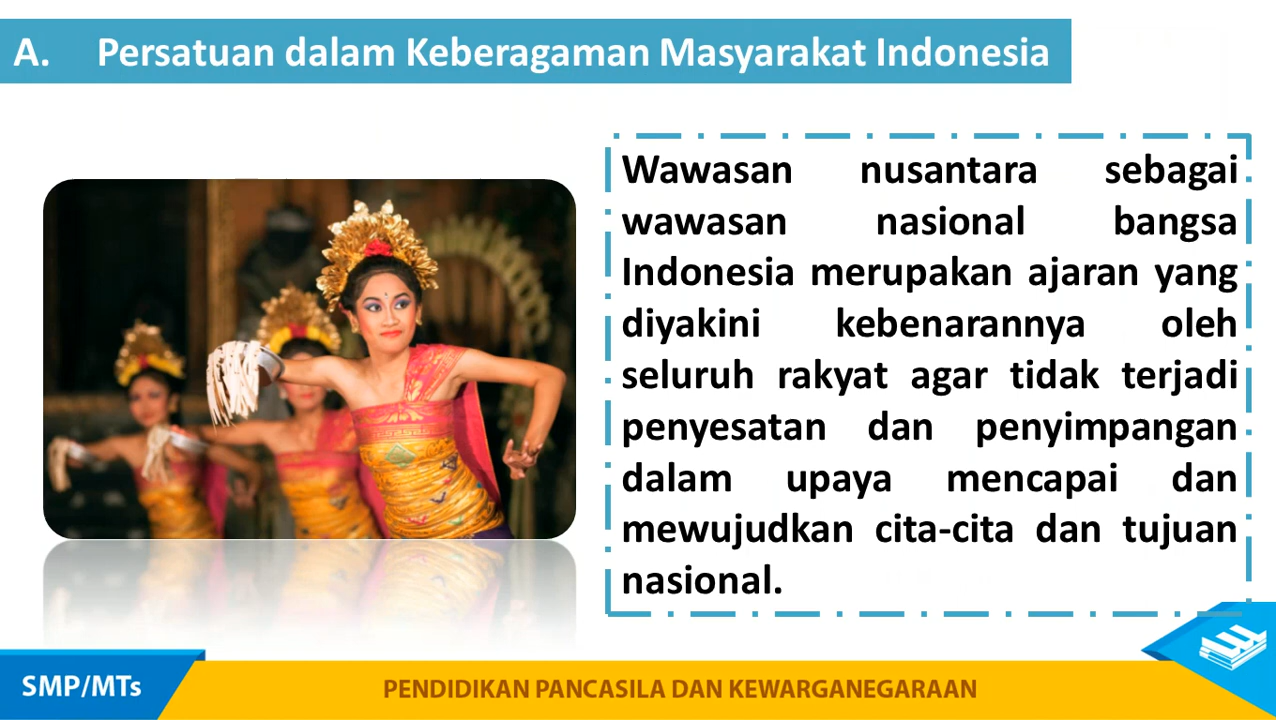 A. Persatuan dalam Keberagaman Masyarakat Indonesia
Wawasan nusantara sebagai
wawasan nasional bangsa
Indonesia merupakan ajaran yang
diyakini kebenarannya oleh
seluruh rakyat agar tidak terjadi
penyesatan dan penyimpangan
dalam upaya mencapai dan
mewujudkan cita-cita dan tujuan
nasional.
SMP/MTs
PENDIDIKAN PANCASILA DAN KEWARGANEGARAAN